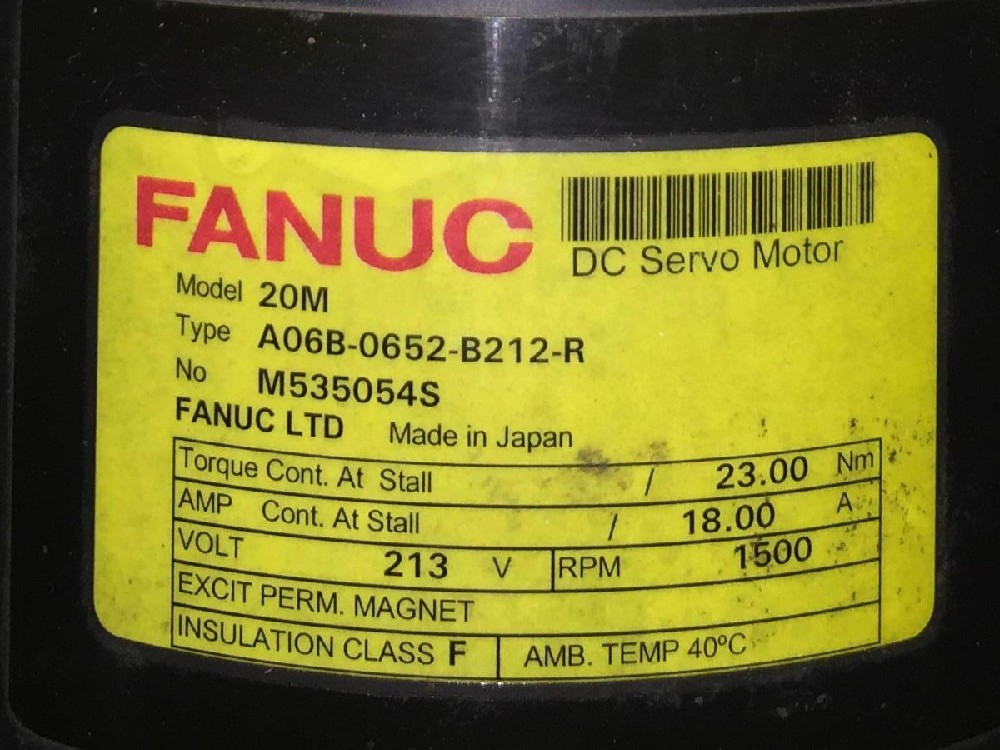 FANUC
DC Servo Motor
Model 20M
Type A06B-0652-B212-R
No M535054S
FANUC LTD Made in Japan
Torque Cont. At Stall / 23.00 Nm
AMP Cont. At Stall / 18.00 A
VOLT 213 V RPM 1500
EXCIT PERM. MAGNET
INSULATION CLASS F AMB. TEMP 40ºC